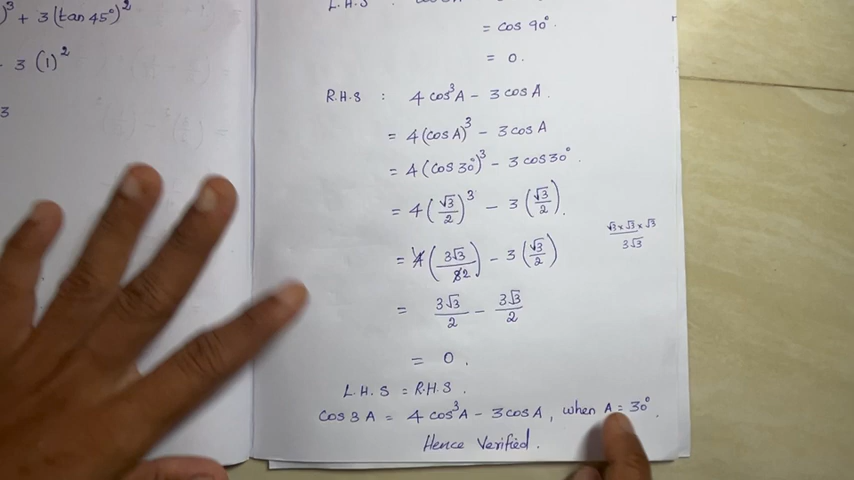 )³ + 3 (tan 45°)²
3 (1)²
3
L.H.S :
= cos 90°.
= 0.
R.H.S : 4 cos³A - 3 cos A.
= 4 (cos A)³ - 3 cos A
= 4 (cos 30°)³ - 3 cos 30°.
= 4 (√3/2)³ - 3 (√3/2).
= 4 (3√3/82) - 3 (√3/2)
√3 x √3 x √3
3√3
= 3√3/2 - 3√3/2
= 0.
L.H.S = R.H.S.
cos 3A = 4 cos³A - 3 cos A, when A = 30°.
Hence Verified.